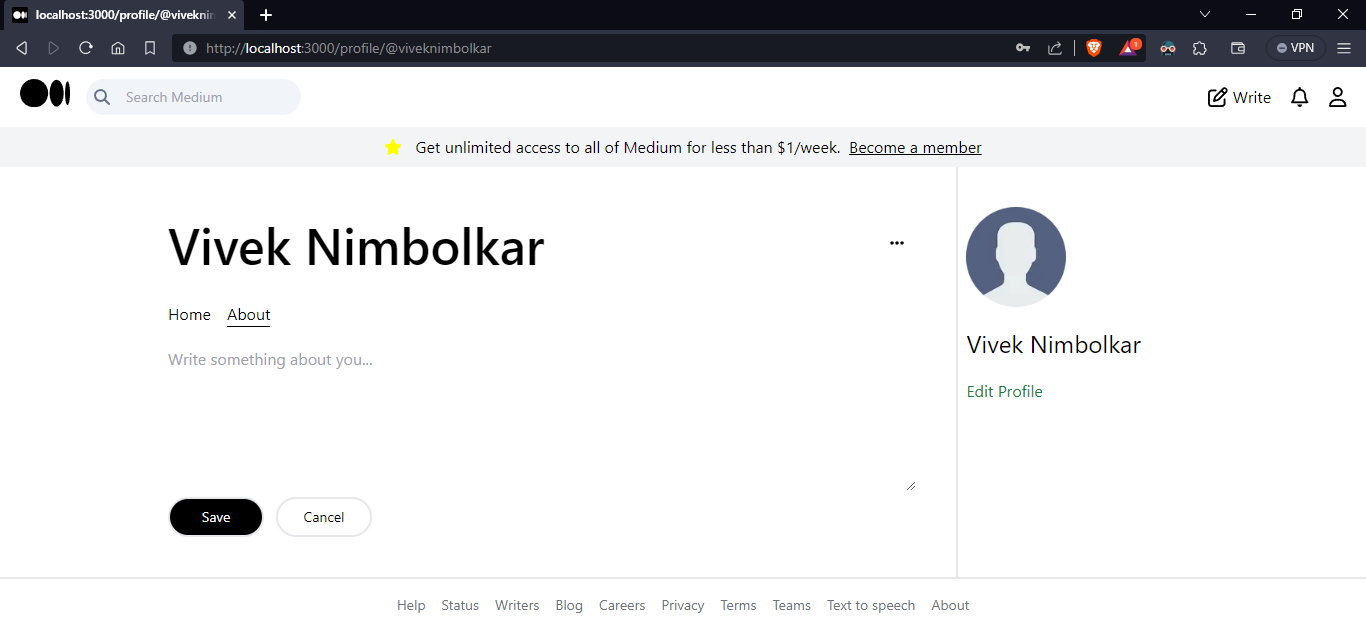 localhost:3000/profile/@viveknim
http://localhost:3000/profile/@viveknimbolkar
1
VPN
Search Medium
Write
Get unlimited access to all of Medium for less than $1/week. Become a member
Vivek Nimbolkar
Home About
Write something about you...
Save Cancel
Vivek Nimbolkar
Edit Profile
Help Status Writers Blog Careers Privacy Terms Teams Text to speech About